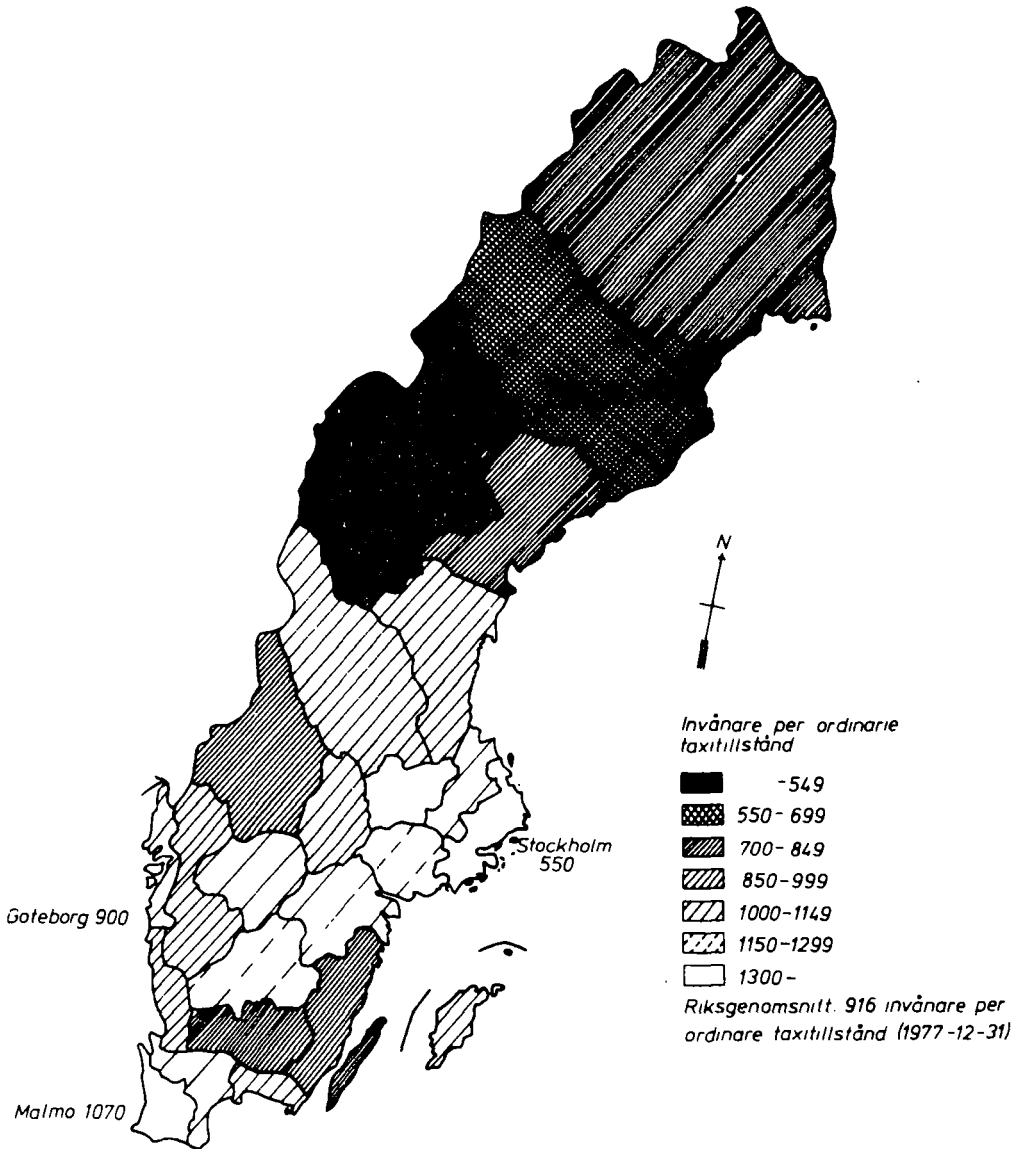 N
Invånare per ordinarie
taxitillstånd
-549
550-699
700-849
850-999
1000-1149
1150-1299
1300-
Riksgenomsnitt. 916 invånare per
ordinare taxitillstånd (1977-12-31)
Stockholm
550
Goteborg 900
Malmo 1070